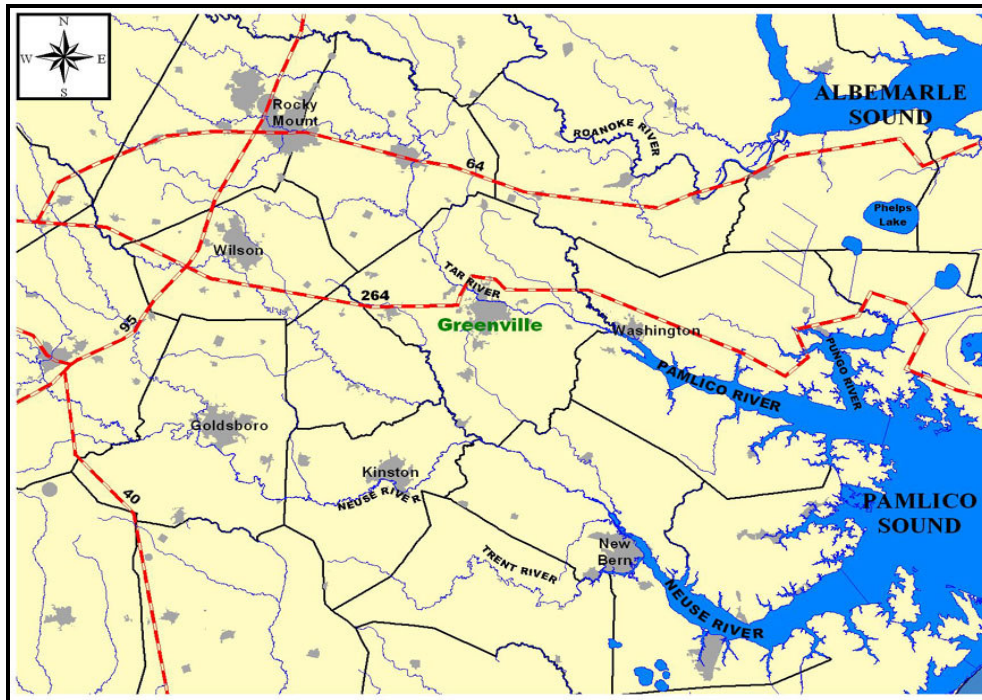 N
W E
S
Rocky
Mount
ALBEMARLE
SOUND
ROANOKE RIVER
64
Phelps
Lake
Wilson
TAR RIVER
264
Greenville
Washington
95
PUNGO RIVER
PAMLICO RIVER
Goldsboro
Kinston
NEUSE RIVER
40
PAMLICO
SOUND
New
Bern
TRENT RIVER
NEUSE RIVER